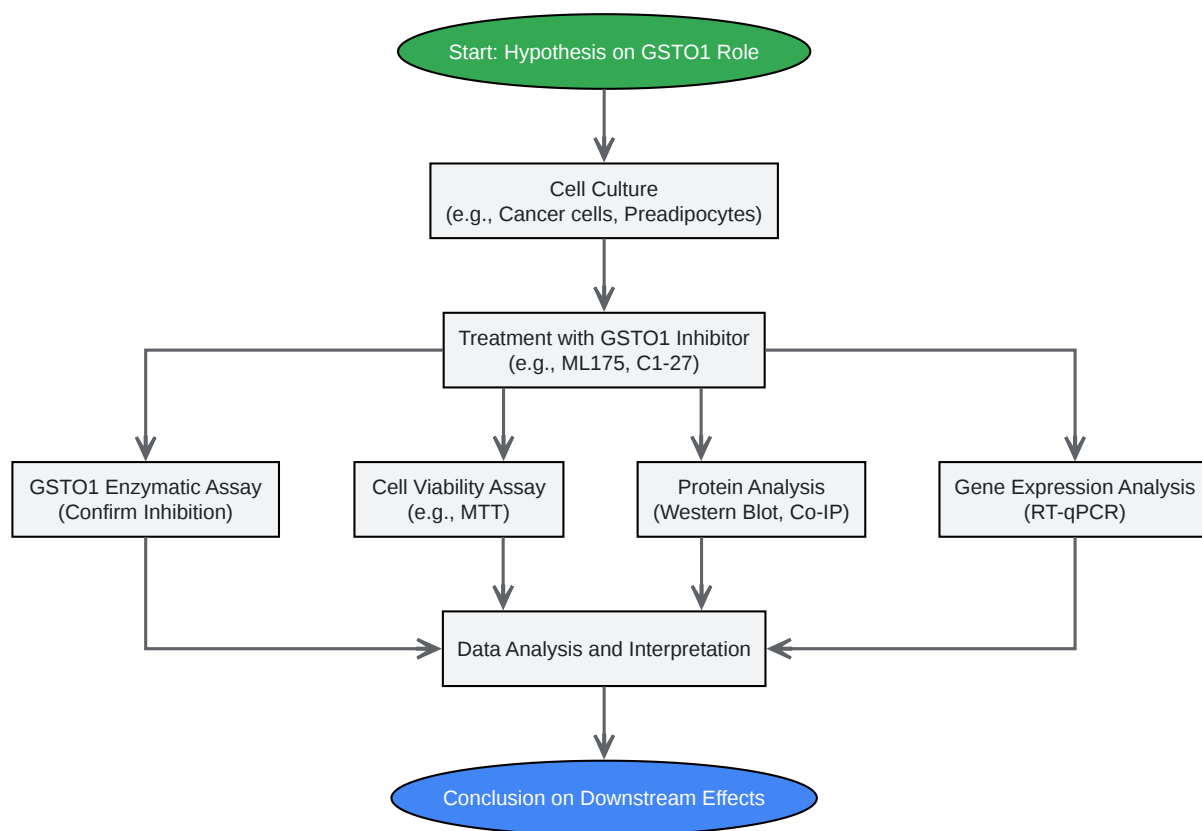 Start: Hypothesis on GSTO1 Role
Cell Culture
(e.g., Cancer cells, Preadipocytes)
Treatment with GSTO1 Inhibitor
(e.g., ML175, C1-27)
GSTO1 Enzymatic Assay
(Confirm Inhibition)
Cell Viability Assay
(e.g., MTT)
Protein Analysis
(Western Blot, Co-IP)
Gene Expression Analysis
(RT-qPCR)
Data Analysis and Interpretation
Conclusion on Downstream Effects